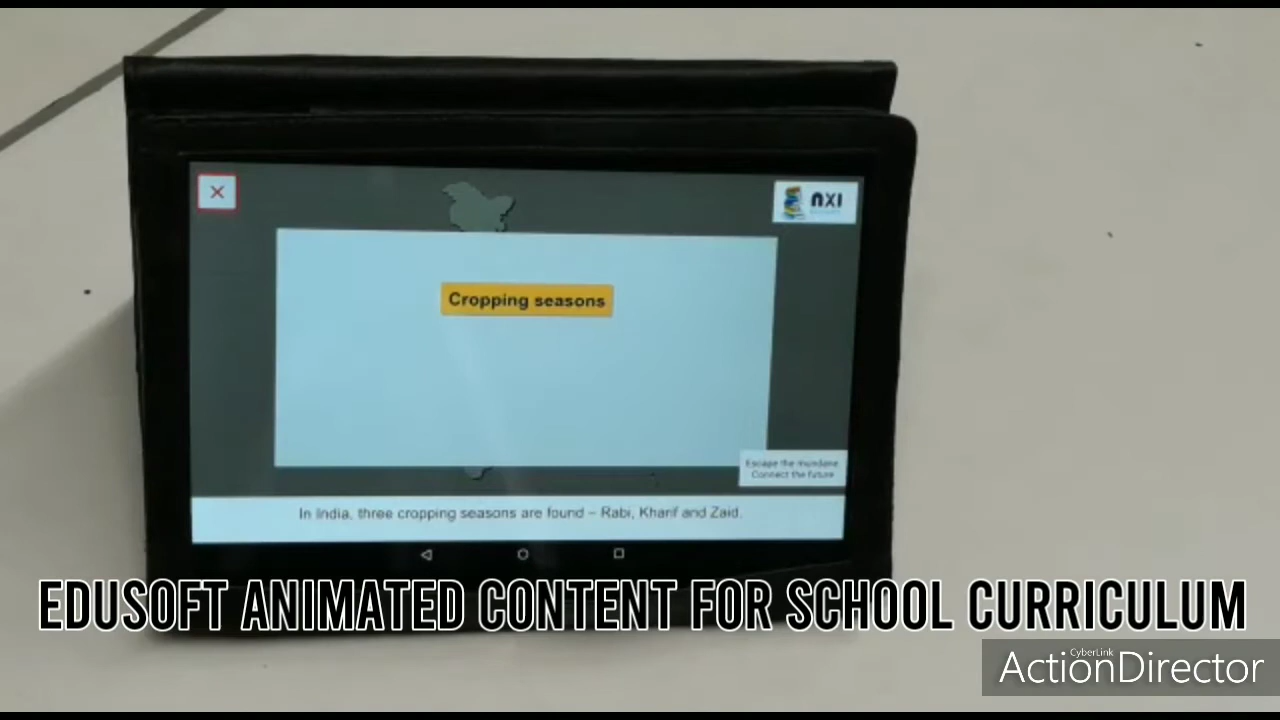 nxi
Cropping seasons
Escape the mundane
Connect the future
In India, three cropping seasons are found – Rabi, Kharif and Zaid.
EDUSOFT ANIMATED CONTENT FOR SCHOOL CURRICULUM
CyberLink
ActionDirector